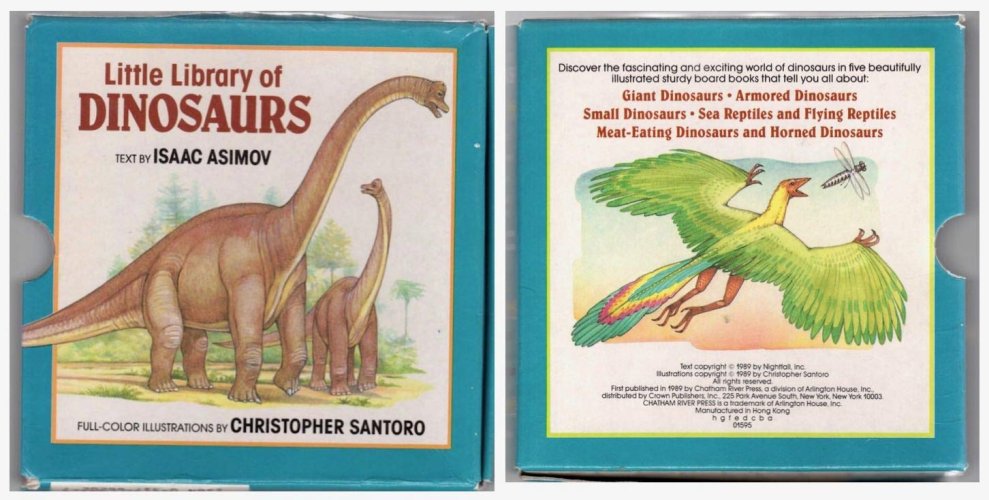 Little Library of
DINOSAURS
TEXT BY ISAAC ASIMOV
FULL-COLOR ILLUSTRATIONS BY CHRISTOPHER SANTORO
Discover the fascinating and exciting world of dinosaurs in five beautifully
illustrated sturdy board books that tell you all about:
Giant Dinosaurs • Armored Dinosaurs
Small Dinosaurs • Sea Reptiles and Flying Reptiles
Meat-Eating Dinosaurs and Horned Dinosaurs
Text copyright © 1989 by Nightfall, Inc.
Illustrations copyright © 1989 by Christopher Santoro
All rights reserved.
First published in 1989 by Chatham River Press, a division of Arlington House, Inc.,
distributed by Crown Publishers, Inc., 225 Park Avenue South, New York, New York 10003.
CHATHAM RIVER PRESS is a trademark of Arlington House, Inc.
Manufactured in Hong Kong
h g f e d c b a
01595